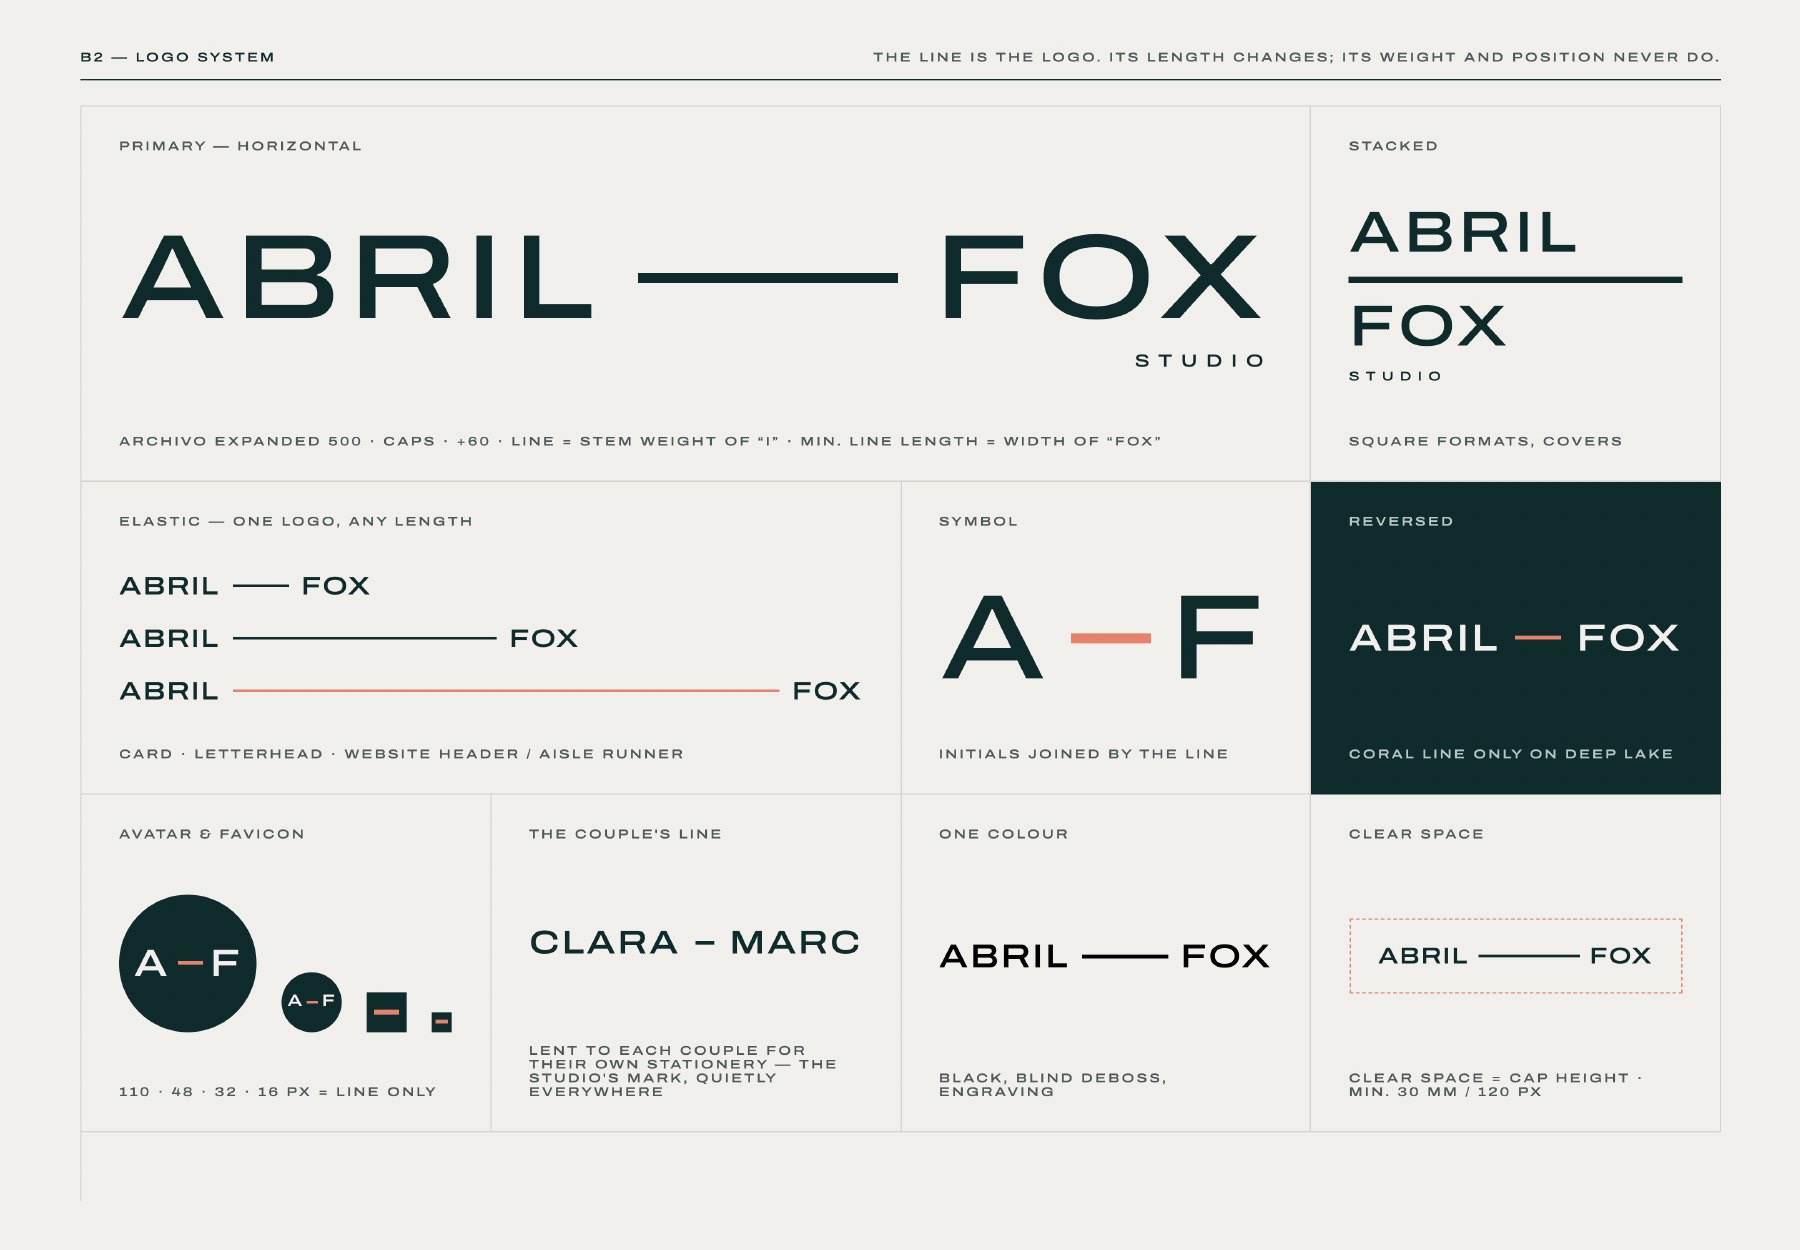 B2 — LOGO SYSTEM
THE LINE IS THE LOGO. ITS LENGTH CHANGES; ITS WEIGHT AND POSITION NEVER DO.
PRIMARY — HORIZONTAL
ABRIL — FOX
STUDIO
ARCHIVO EXPANDED 500 · CAPS · +60 · LINE = STEM WEIGHT OF “I” · MIN. LINE LENGTH = WIDTH OF “FOX”
STACKED
ABRIL
FOX
STUDIO
SQUARE FORMATS, COVERS
ELASTIC — ONE LOGO, ANY LENGTH
ABRIL — FOX
ABRIL — FOX
ABRIL — FOX
CARD · LETTERHEAD · WEBSITE HEADER / AISLE RUNNER
SYMBOL
A — F
INITIALS JOINED BY THE LINE
REVERSED
ABRIL — FOX
CORAL LINE ONLY ON DEEP LAKE
AVATAR & FAVICON
A — F
A — F
110 · 48 · 32 · 16 PX = LINE ONLY
THE COUPLE'S LINE
CLARA – MARC
LENT TO EACH COUPLE FOR
THEIR OWN STATIONERY — THE
STUDIO'S MARK, QUIETLY
EVERYWHERE
ONE COLOUR
ABRIL — FOX
BLACK, BLIND DEBOSS,
ENGRAVING
CLEAR SPACE
ABRIL — FOX
CLEAR SPACE = CAP HEIGHT ·
MIN. 30 MM / 120 PX